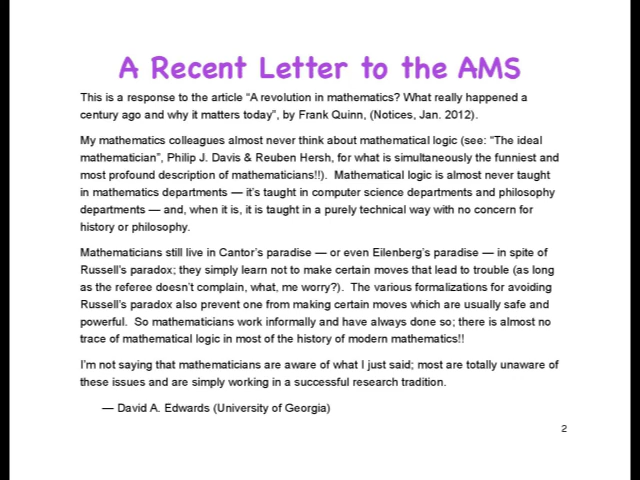 A Recent Letter to the AMS
This is a response to the article “A revolution in mathematics? What really happened a
century ago and why it matters today”, by Frank Quinn, (Notices, Jan. 2012).
My mathematics colleagues almost never think about mathematical logic (see: “The ideal
mathematician”, Philip J. Davis & Reuben Hersh, for what is simultaneously the funniest and
most profound description of mathematicians!!).  Mathematical logic is almost never taught
in mathematics departments — it’s taught in computer science departments and philosophy
departments — and, when it is, it is taught in a purely technical way with no concern for
history or philosophy.
Mathematicians still live in Cantor’s paradise — or even Eilenberg’s paradise — in spite of
Russell’s paradox; they simply learn not to make certain moves that lead to trouble (as long
as the referee doesn’t complain, what, me worry?).  The various formalizations for avoiding
Russell’s paradox also prevent one from making certain moves which are usually safe and
powerful.  So mathematicians work informally and have always done so; there is almost no
trace of mathematical logic in most of the history of modern mathematics!!
I’m not saying that mathematicians are aware of what I just said; most are totally unaware of
these issues and are simply working in a successful research tradition.
— David A. Edwards (University of Georgia)
2